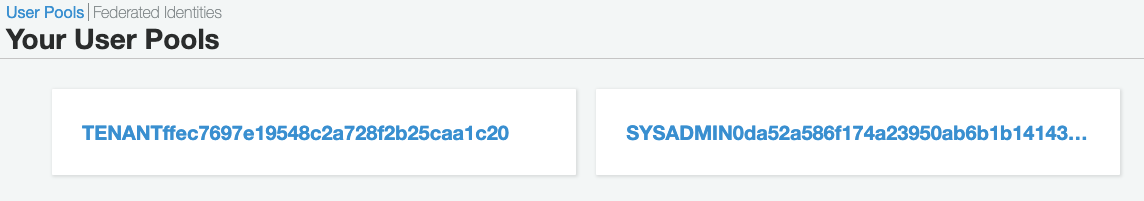 User Pools | Federated Identities
Your User Pools
TENANTffec7697e19548c2a728f2b25caa1c20
SYSADMIN0da52a586f174a23950ab6b1b14143...